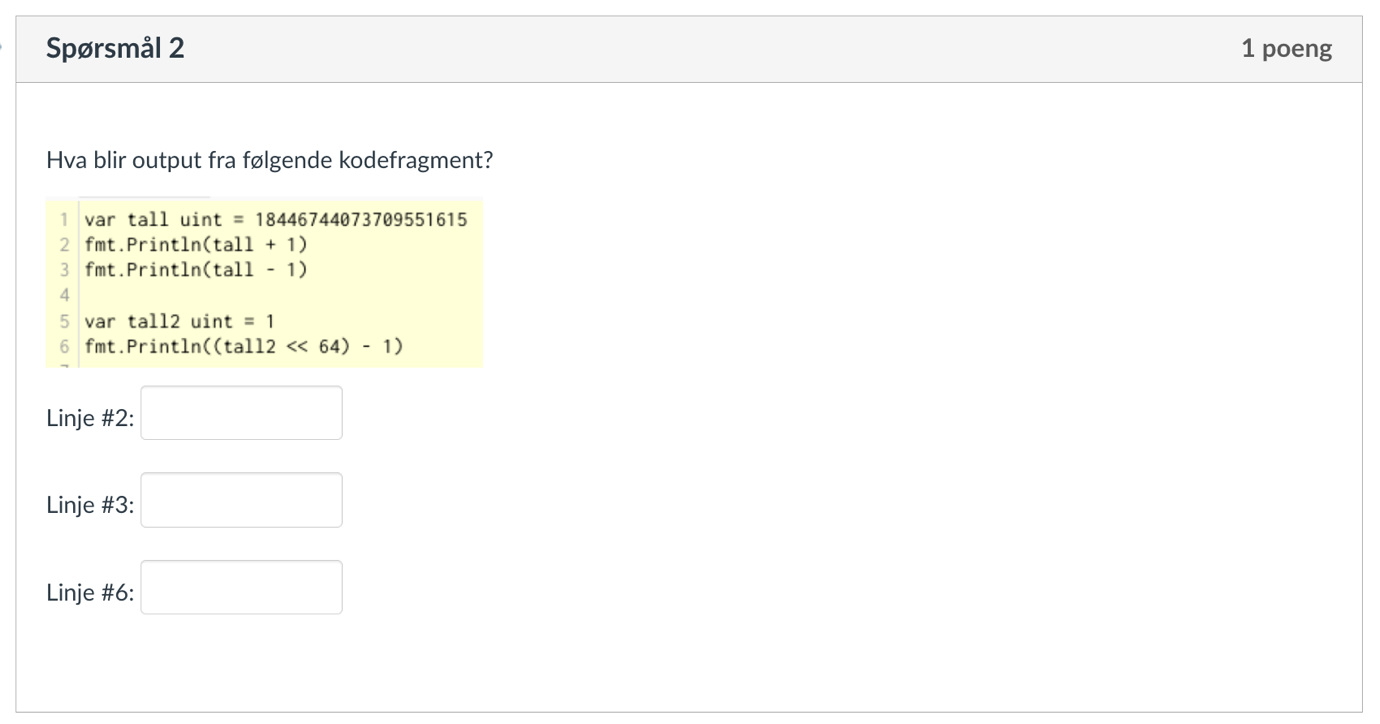 Spørsmål 2
1 poeng
Hva blir output fra følgende kodefragment?
1 var tall uint = 18446744073709551615
2 fmt.Println(tall + 1)
3 fmt.Println(tall - 1)
4
5 var tall2 uint = 1
6 fmt.Println((tall2 << 64) - 1)
Linje #2:
Linje #3:
Linje #6: